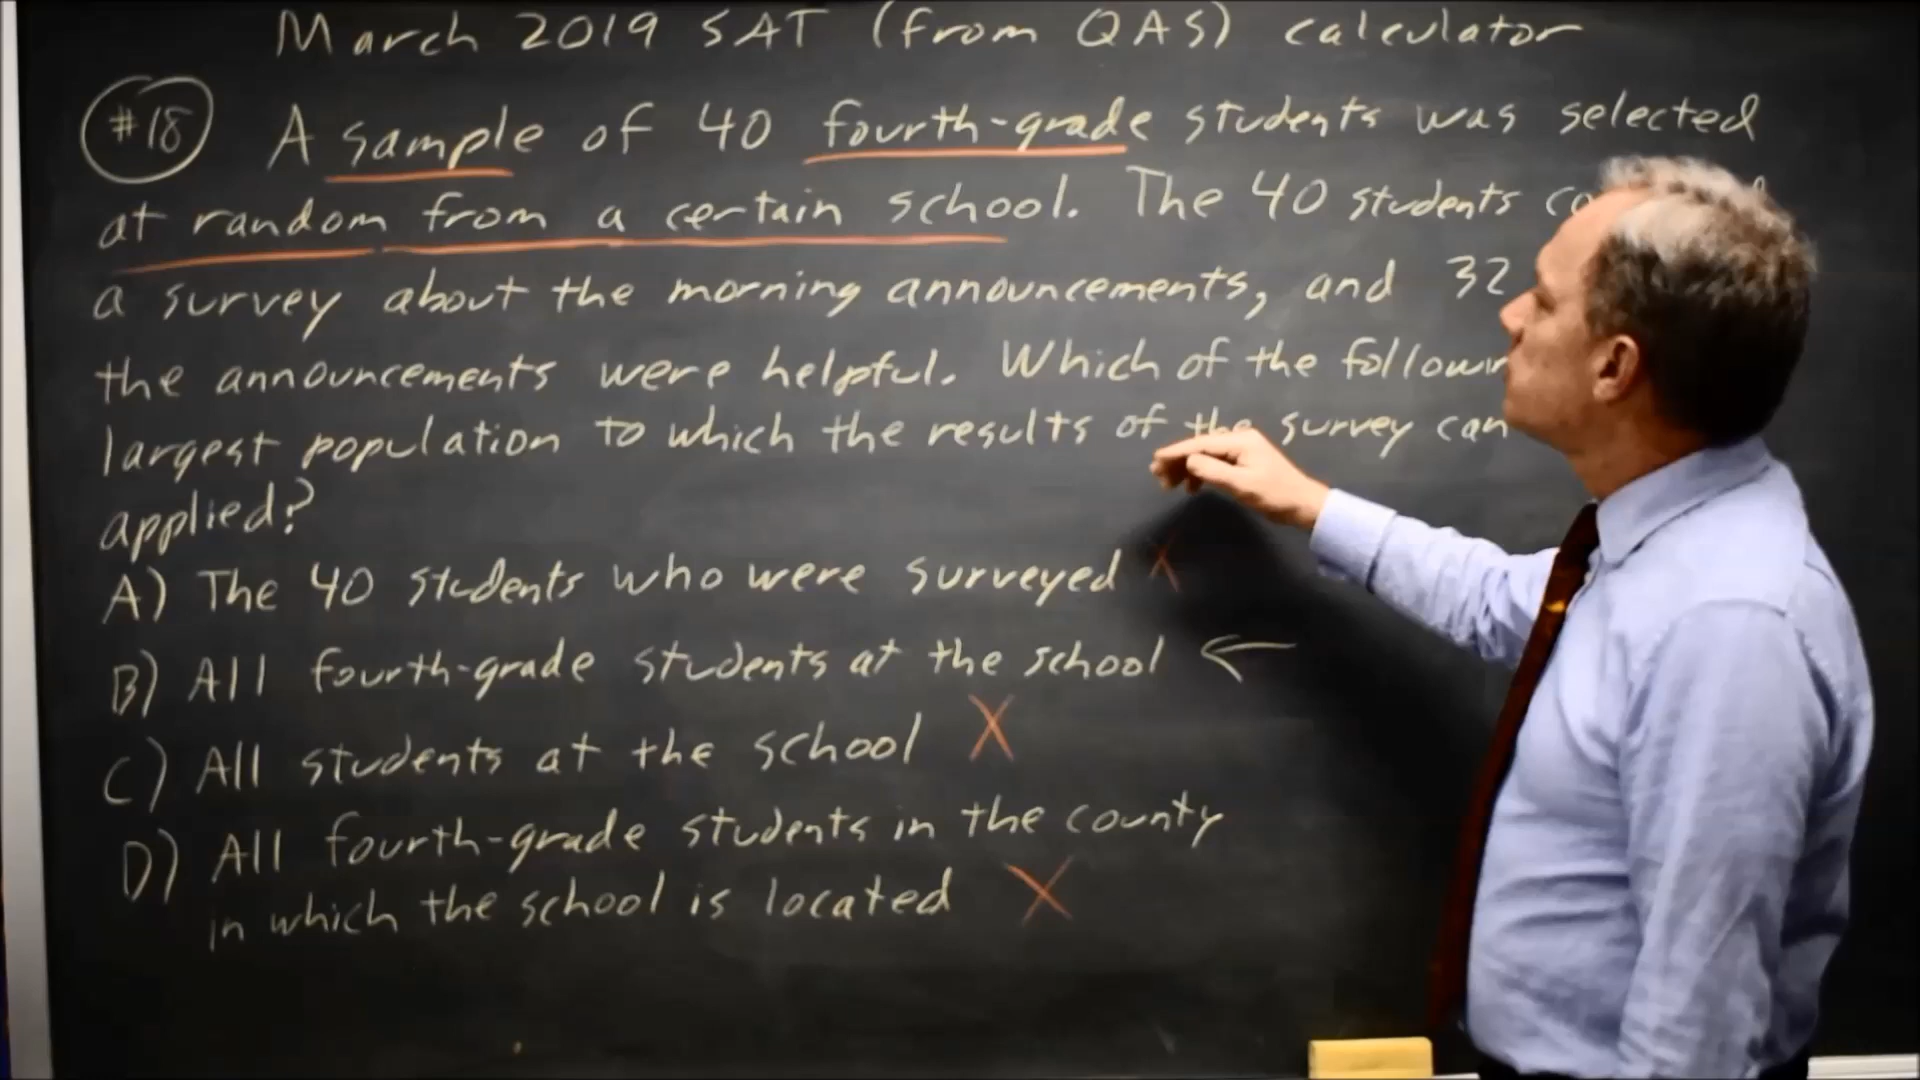 March 2019 SAT (from QAS) calculator
#18 A sample of 40 fourth-grade students was selected
at random from a certain school. The 40 students
a survey about the morning announcements, and 32
the announcements were helpful. Which of the
largest population to which the results of the survey can
applied?
A) The 40 students who were surveyed X
B) All fourth-grade students at the school ←
C) All students at the school X
D) All fourth-grade students in the county
in which the school is located X